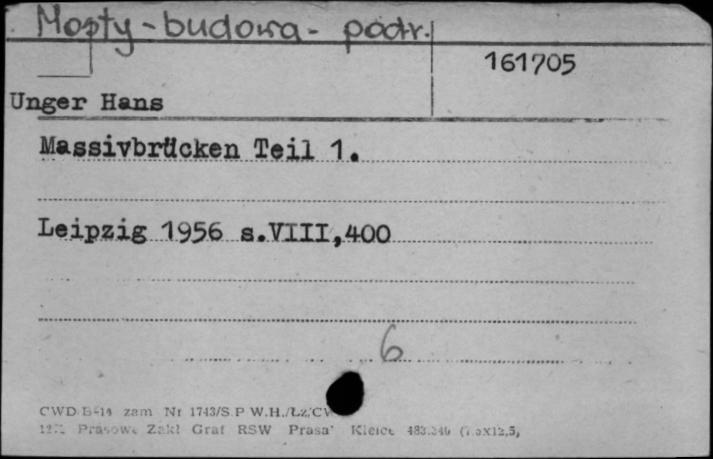 Mosty - budowa - podr.
161705
Unger Hans
Massivbrücken Teil 1.
Leipzig 1956 s.VIII,400
6
CWD B-14 zam Nr 1743/S P W.H./Łz.
Prasowe Zakł Graf RSW Prasa' Kielce